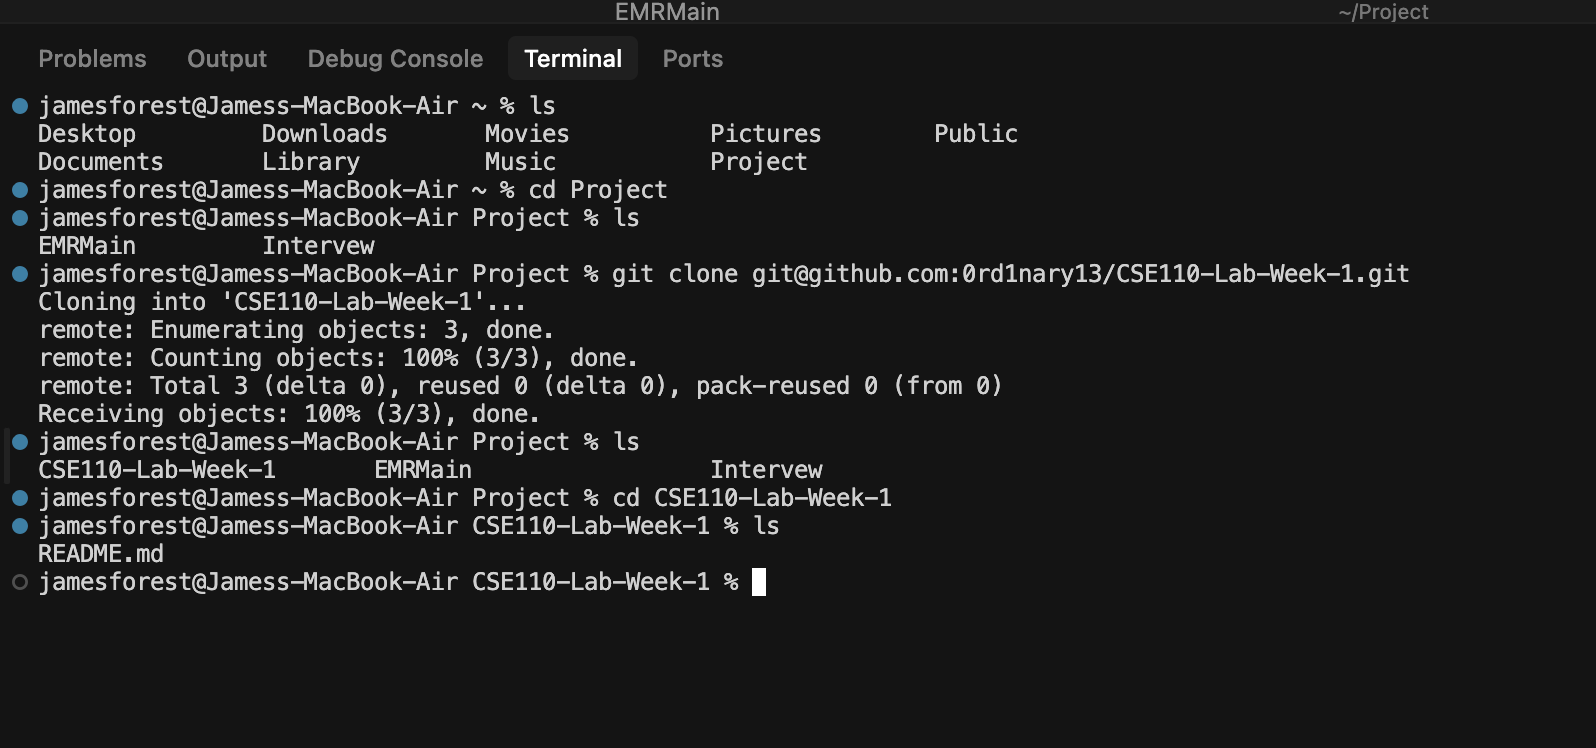 EMRMain ~/Project
Problems Output Debug Console Terminal Ports
jamesforest@Jamess-MacBook-Air ~ % ls
Desktop Downloads Movies Pictures Public
Documents Library Music Project
jamesforest@Jamess-MacBook-Air ~ % cd Project
jamesforest@Jamess-MacBook-Air Project % ls
EMRMain Intervew
jamesforest@Jamess-MacBook-Air Project % git clone git@github.com:0rd1nary13/CSE110-Lab-Week-1.git
Cloning into 'CSE110-Lab-Week-1'...
remote: Enumerating objects: 3, done.
remote: Counting objects: 100% (3/3), done.
remote: Total 3 (delta 0), reused 0 (delta 0), pack-reused 0 (from 0)
Receiving objects: 100% (3/3), done.
jamesforest@Jamess-MacBook-Air Project % ls
CSE110-Lab-Week-1 EMRMain Intervew
jamesforest@Jamess-MacBook-Air Project % cd CSE110-Lab-Week-1
jamesforest@Jamess-MacBook-Air CSE110-Lab-Week-1 % ls
README.md
jamesforest@Jamess-MacBook-Air CSE110-Lab-Week-1 %